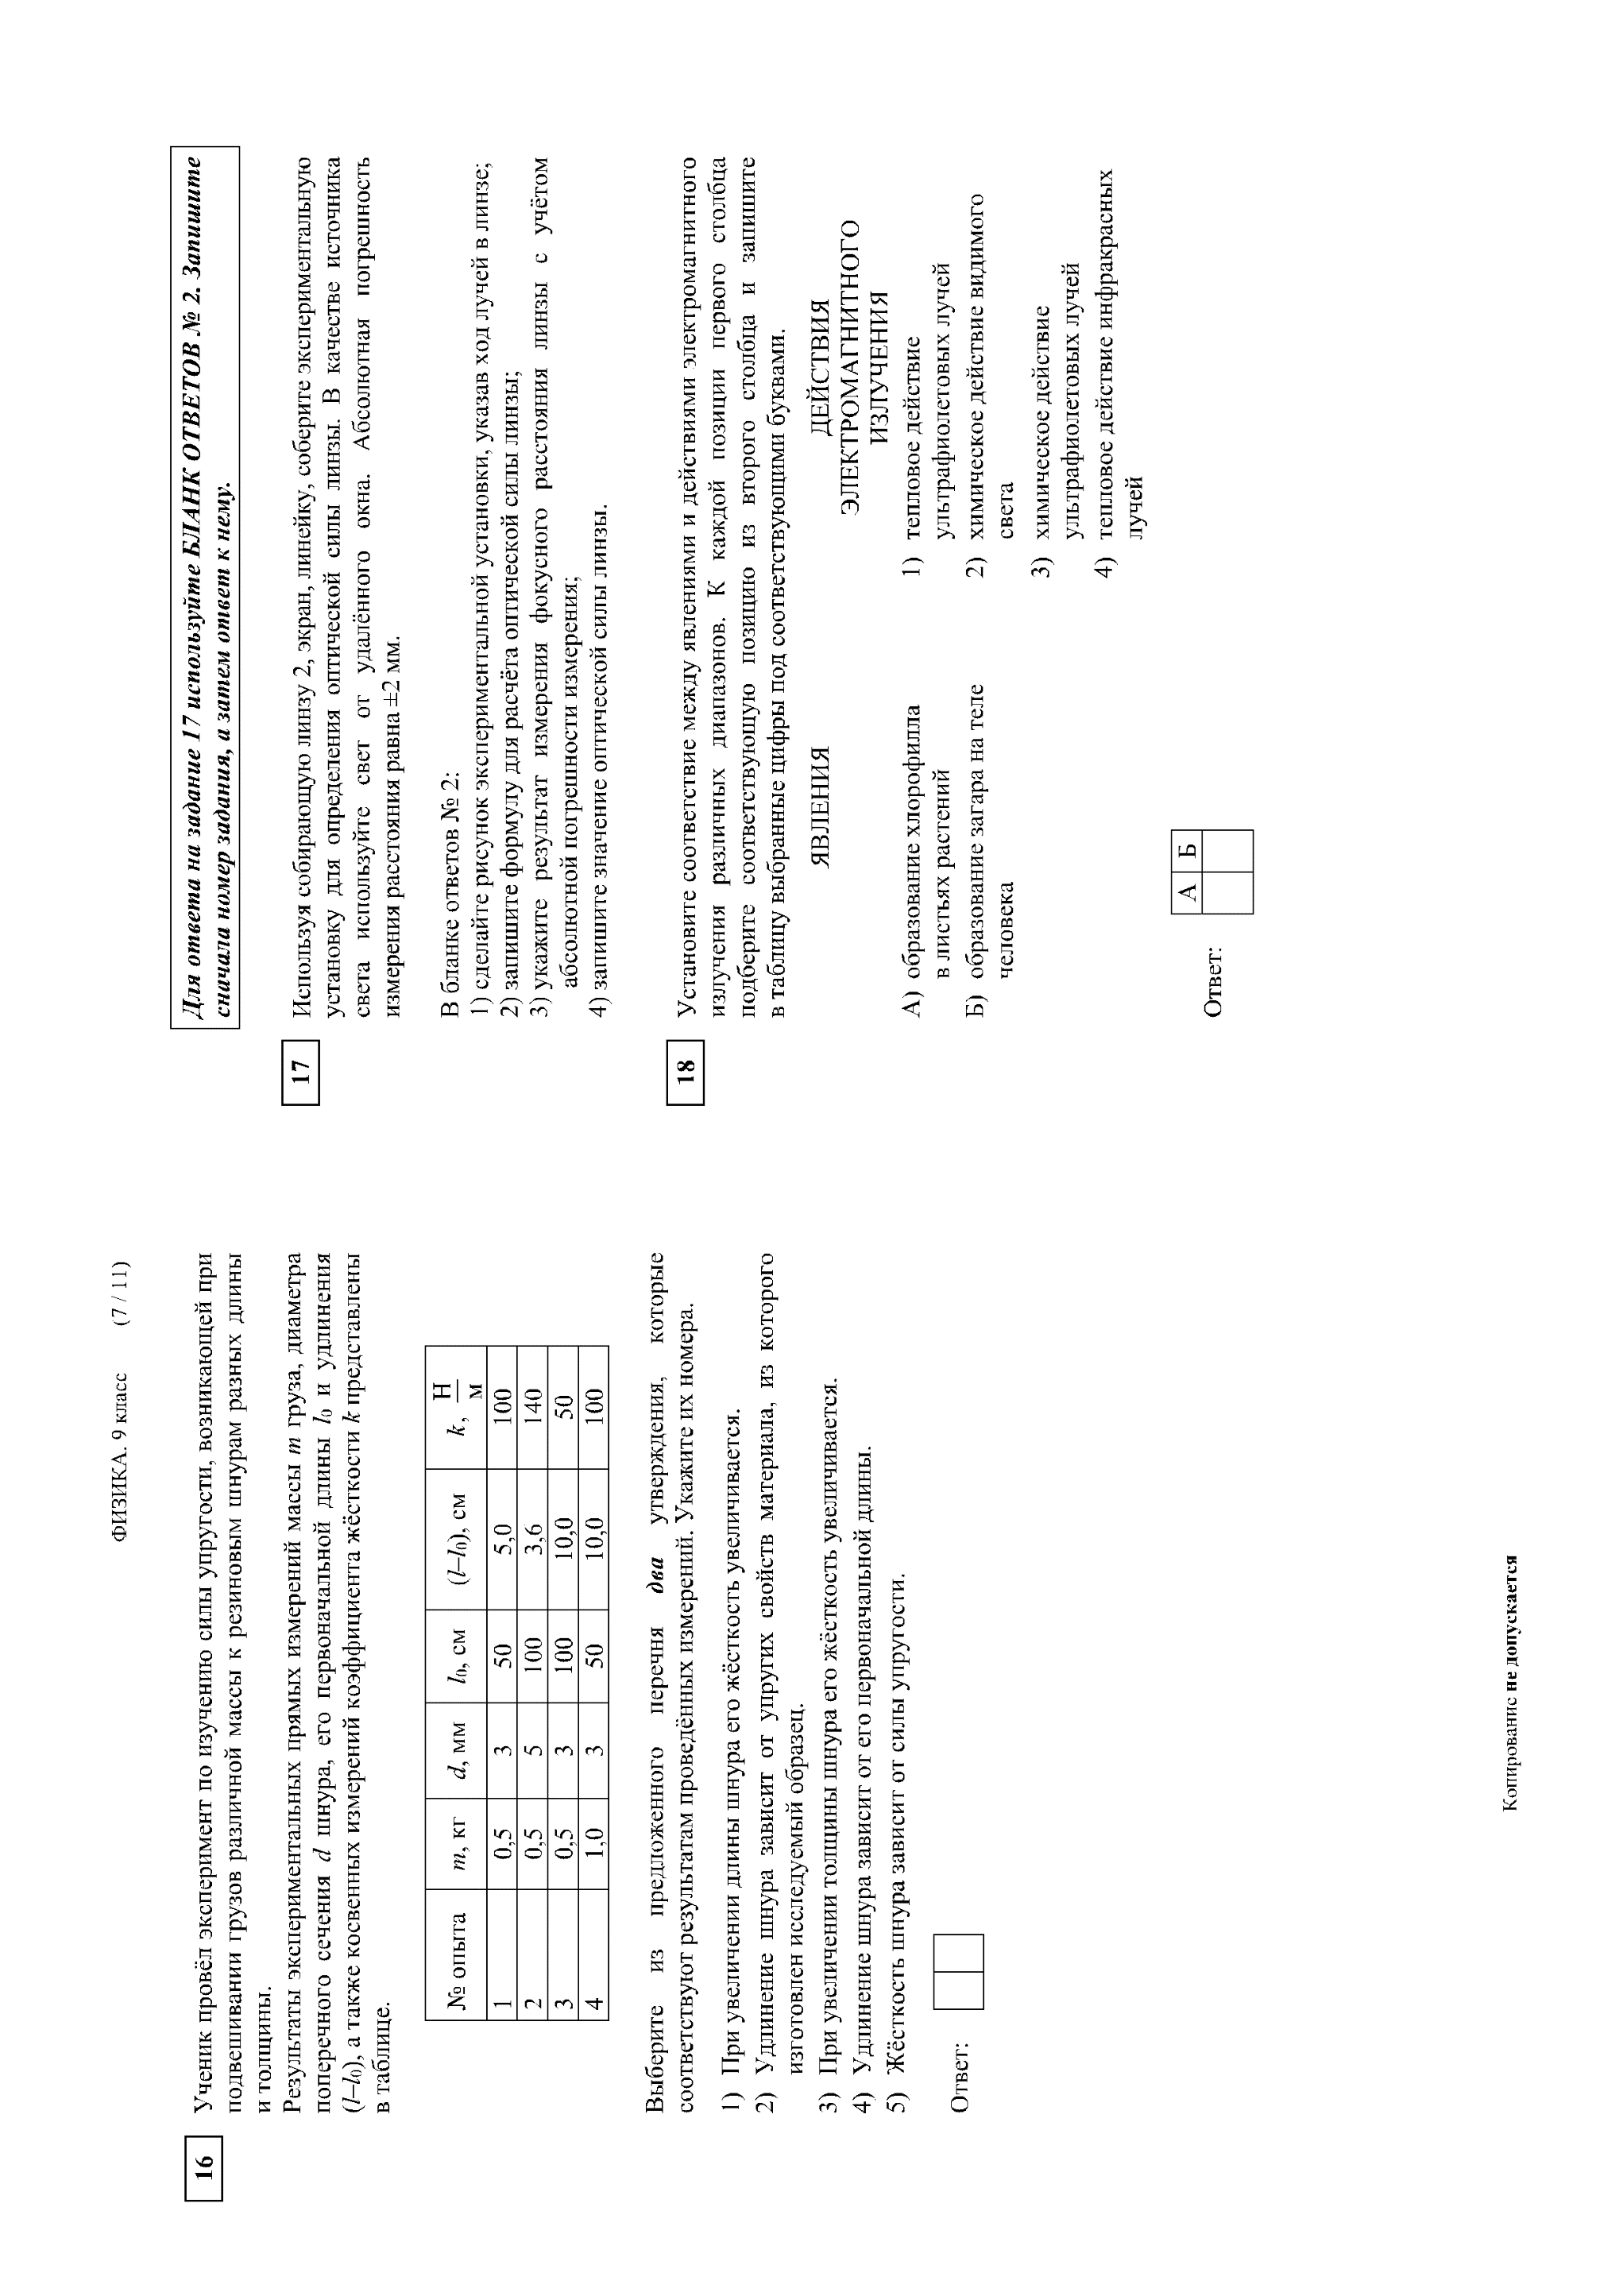 ФИЗИКА. 9 класс (7 / 11)
16
Ученик провёл эксперимент по изучению силы упругости, возникающей при
подвешивании грузов различной массы к резиновым шнурам разных длины
и толщины.
Результаты экспериментальных прямых измерений массы m груза, диаметра
поперечного сечения d шнура, его первоначальной длины l₀ и удлинения
(l–l₀), а также косвенных измерений коэффициента жёсткости k представлены
в таблице.
№ опыта m, кг d, мм l₀, см (l–l₀), см k, Н/м
1 0,5 3 50 5,0 100
2 0,5 5 100 3,6 140
3 0,5 3 100 10,0 50
4 1,0 3 50 10,0 100
Выберите из предложенного перечня два утверждения, которые
соответствуют результатам проведённых измерений. Укажите их номера.
1) При увеличении длины шнура его жёсткость увеличивается.
2) Удлинение шнура зависит от упругих свойств материала, из которого
изготовлен исследуемый образец.
3) При увеличении толщины шнура его жёсткость увеличивается.
4) Удлинение шнура зависит от его первоначальной длины.
5) Жёсткость шнура зависит от силы упругости.
Ответ:
Для ответа на задание 17 используйте БЛАНК ОТВЕТОВ № 2. Запишите
сначала номер задания, а затем ответ к нему.
17
Используя собирающую линзу 2, экран, линейку, соберите экспериментальную
установку для определения оптической силы линзы. В качестве источника
света используйте свет от удалённого окна. Абсолютная погрешность
измерения расстояния равна ±2 мм.
В бланке ответов № 2:
1) сделайте рисунок экспериментальной установки, указав ход лучей в линзе;
2) запишите формулу для расчёта оптической силы линзы;
3) укажите результат измерения фокусного расстояния линзы с учётом
абсолютной погрешности измерения;
4) запишите значение оптической силы линзы.
18
Установите соответствие между явлениями и действиями электромагнитного
излучения различных диапазонов. К каждой позиции первого столбца
подберите соответствующую позицию из второго столбца и запишите
в таблицу выбранные цифры под соответствующими буквами.
ЯВЛЕНИЯ
А) образование хлорофилла
в листьях растений
Б) образование загара на теле
человека
ДЕЙСТВИЯ
ЭЛЕКТРОМАГНИТНОГО
ИЗЛУЧЕНИЯ
1) тепловое действие
ультрафиолетовых лучей
2) химическое действие видимого
света
3) химическое действие
ультрафиолетовых лучей
4) тепловое действие инфракрасных
лучей
Ответ:
А Б
Копирование не допускается